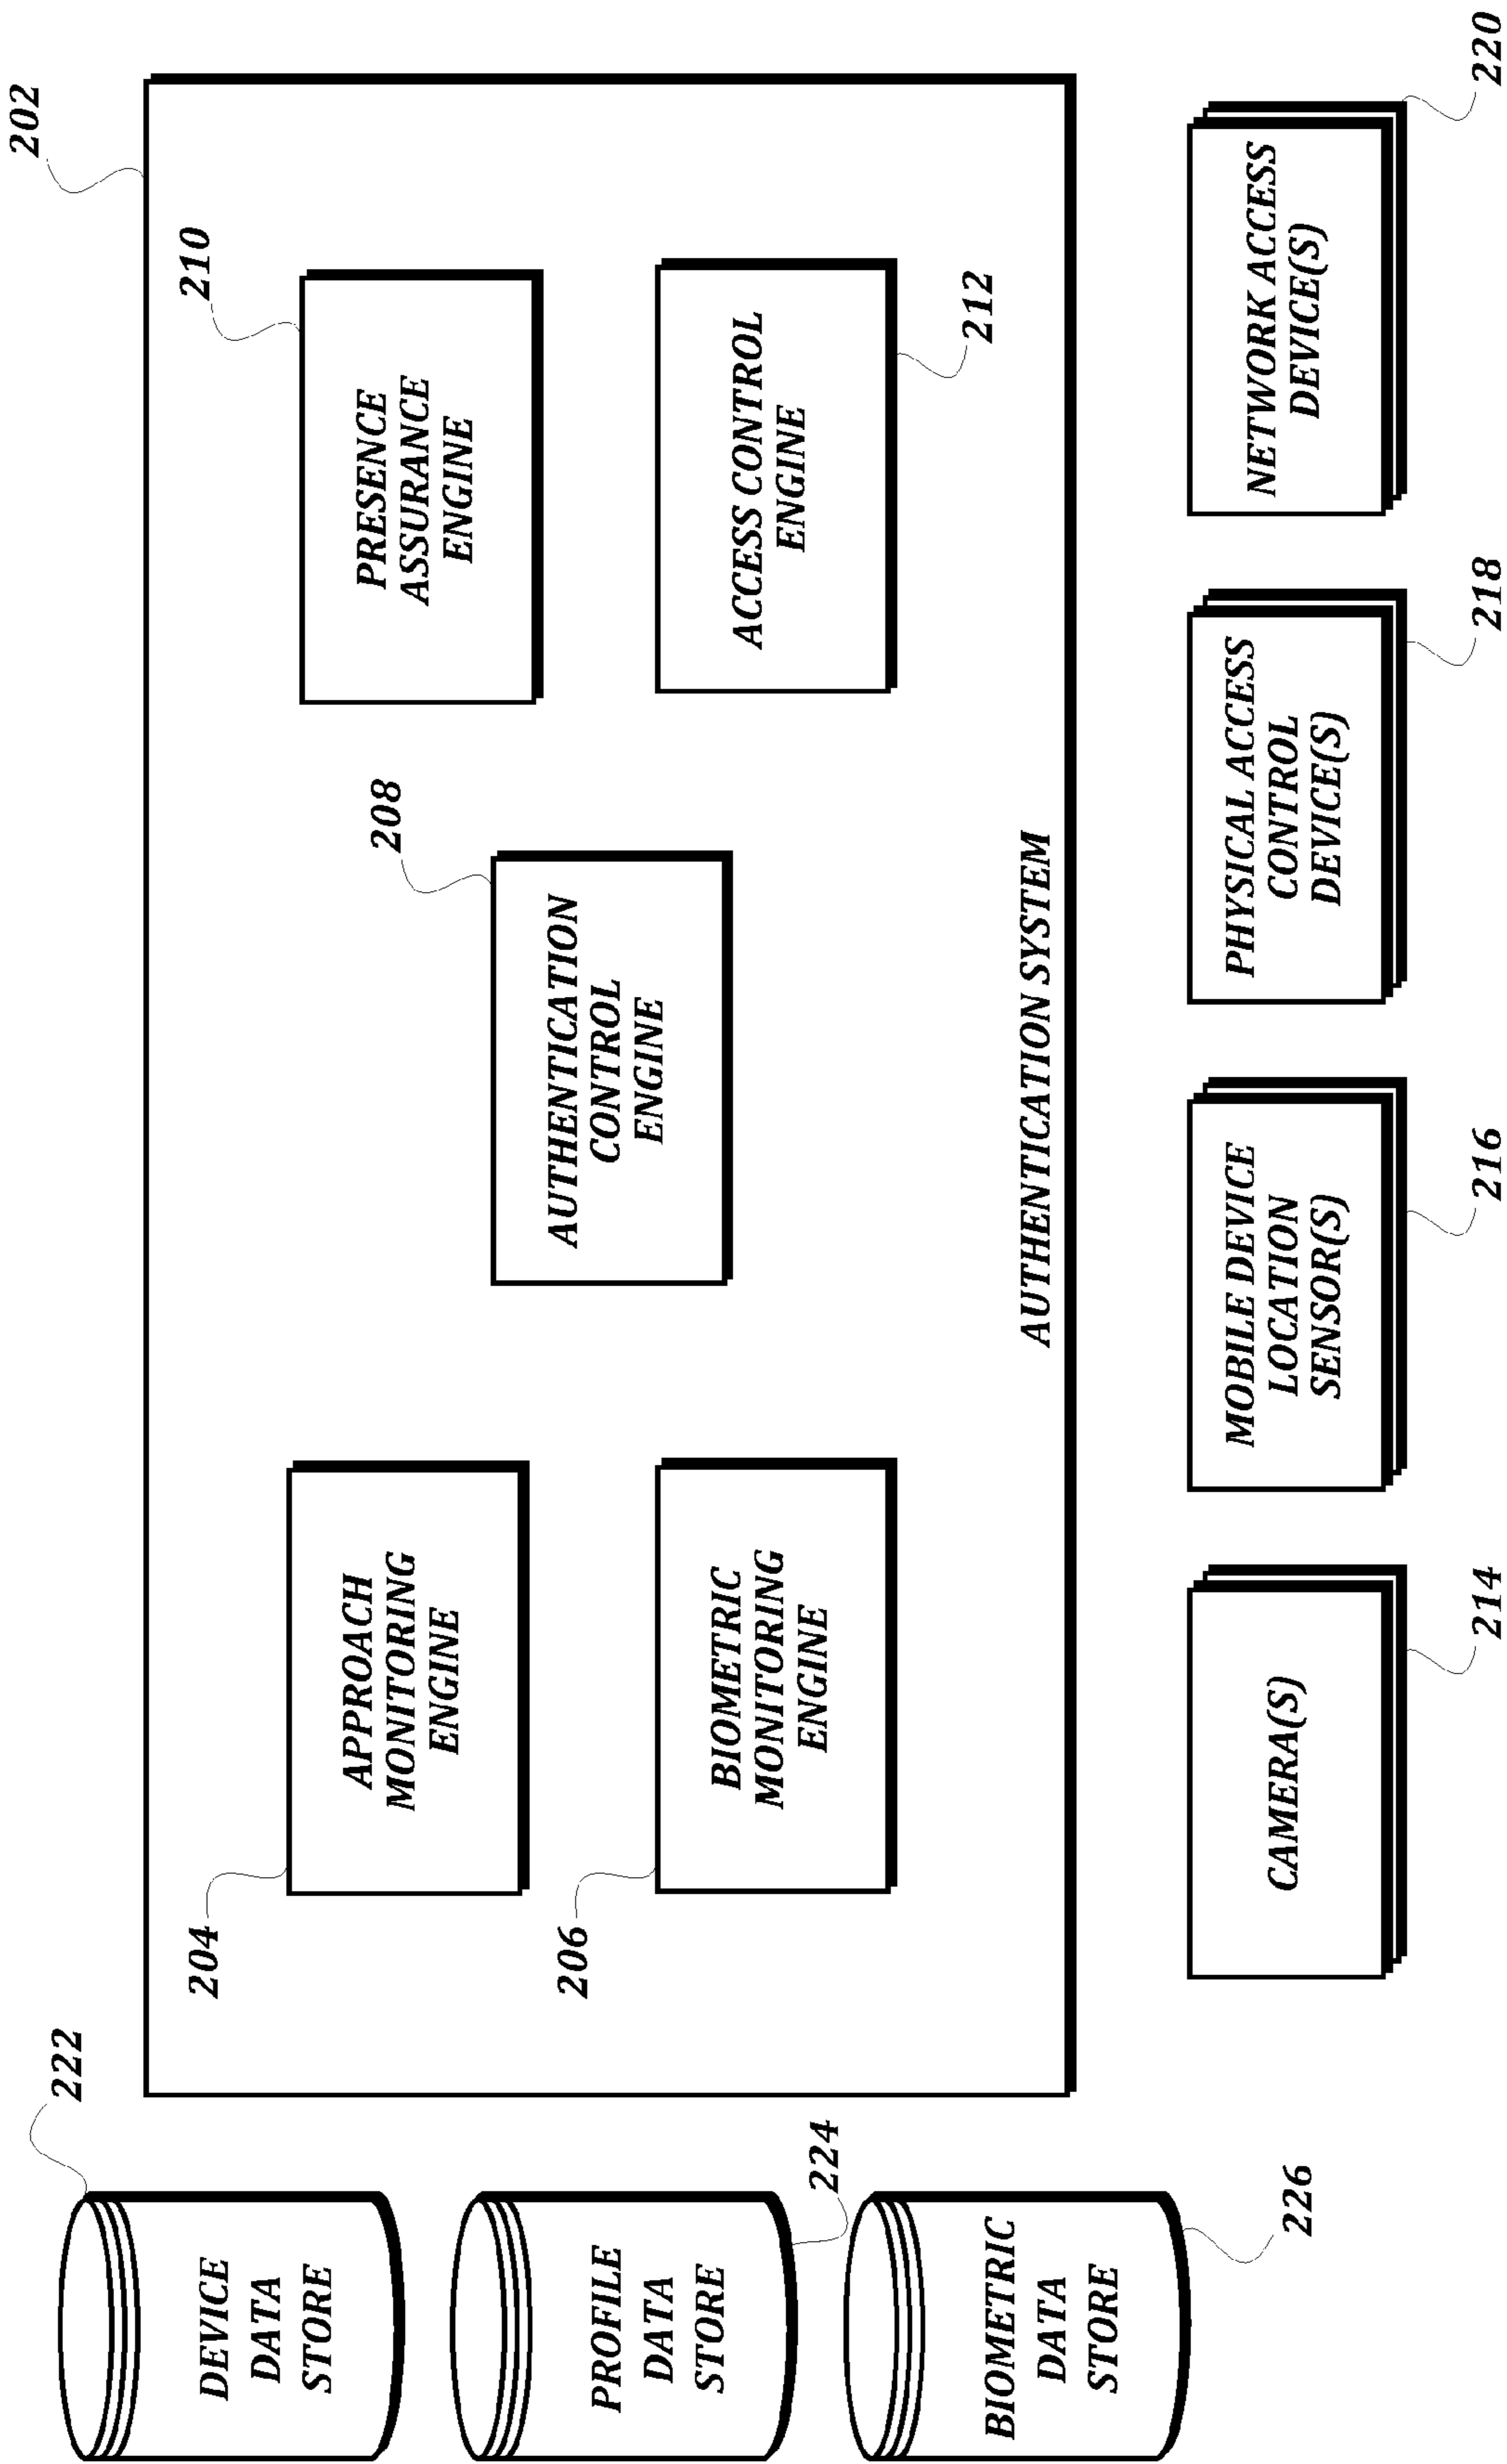 202
222
DEVICE
DATA
STORE
204
APPROACH
MONITORING
ENGINE
210
PRESENCE
ASSURANCE
ENGINE
208
AUTHENTICATION
CONTROL
ENGINE
224
PROFILE
DATA
STORE
206
BIOMETRIC
MONITORING
ENGINE
ACCESS CONTROL
ENGINE
212
AUTHENTICATION SYSTEM
BIOMETRIC
DATA
STORE
226
CAMERA(S)
214
MOBILE DEVICE
LOCATION
SENSOR(S)
216
PHYSICAL ACCESS
CONTROL
DEVICE(S)
218
NETWORK ACCESS
DEVICE(S)
220